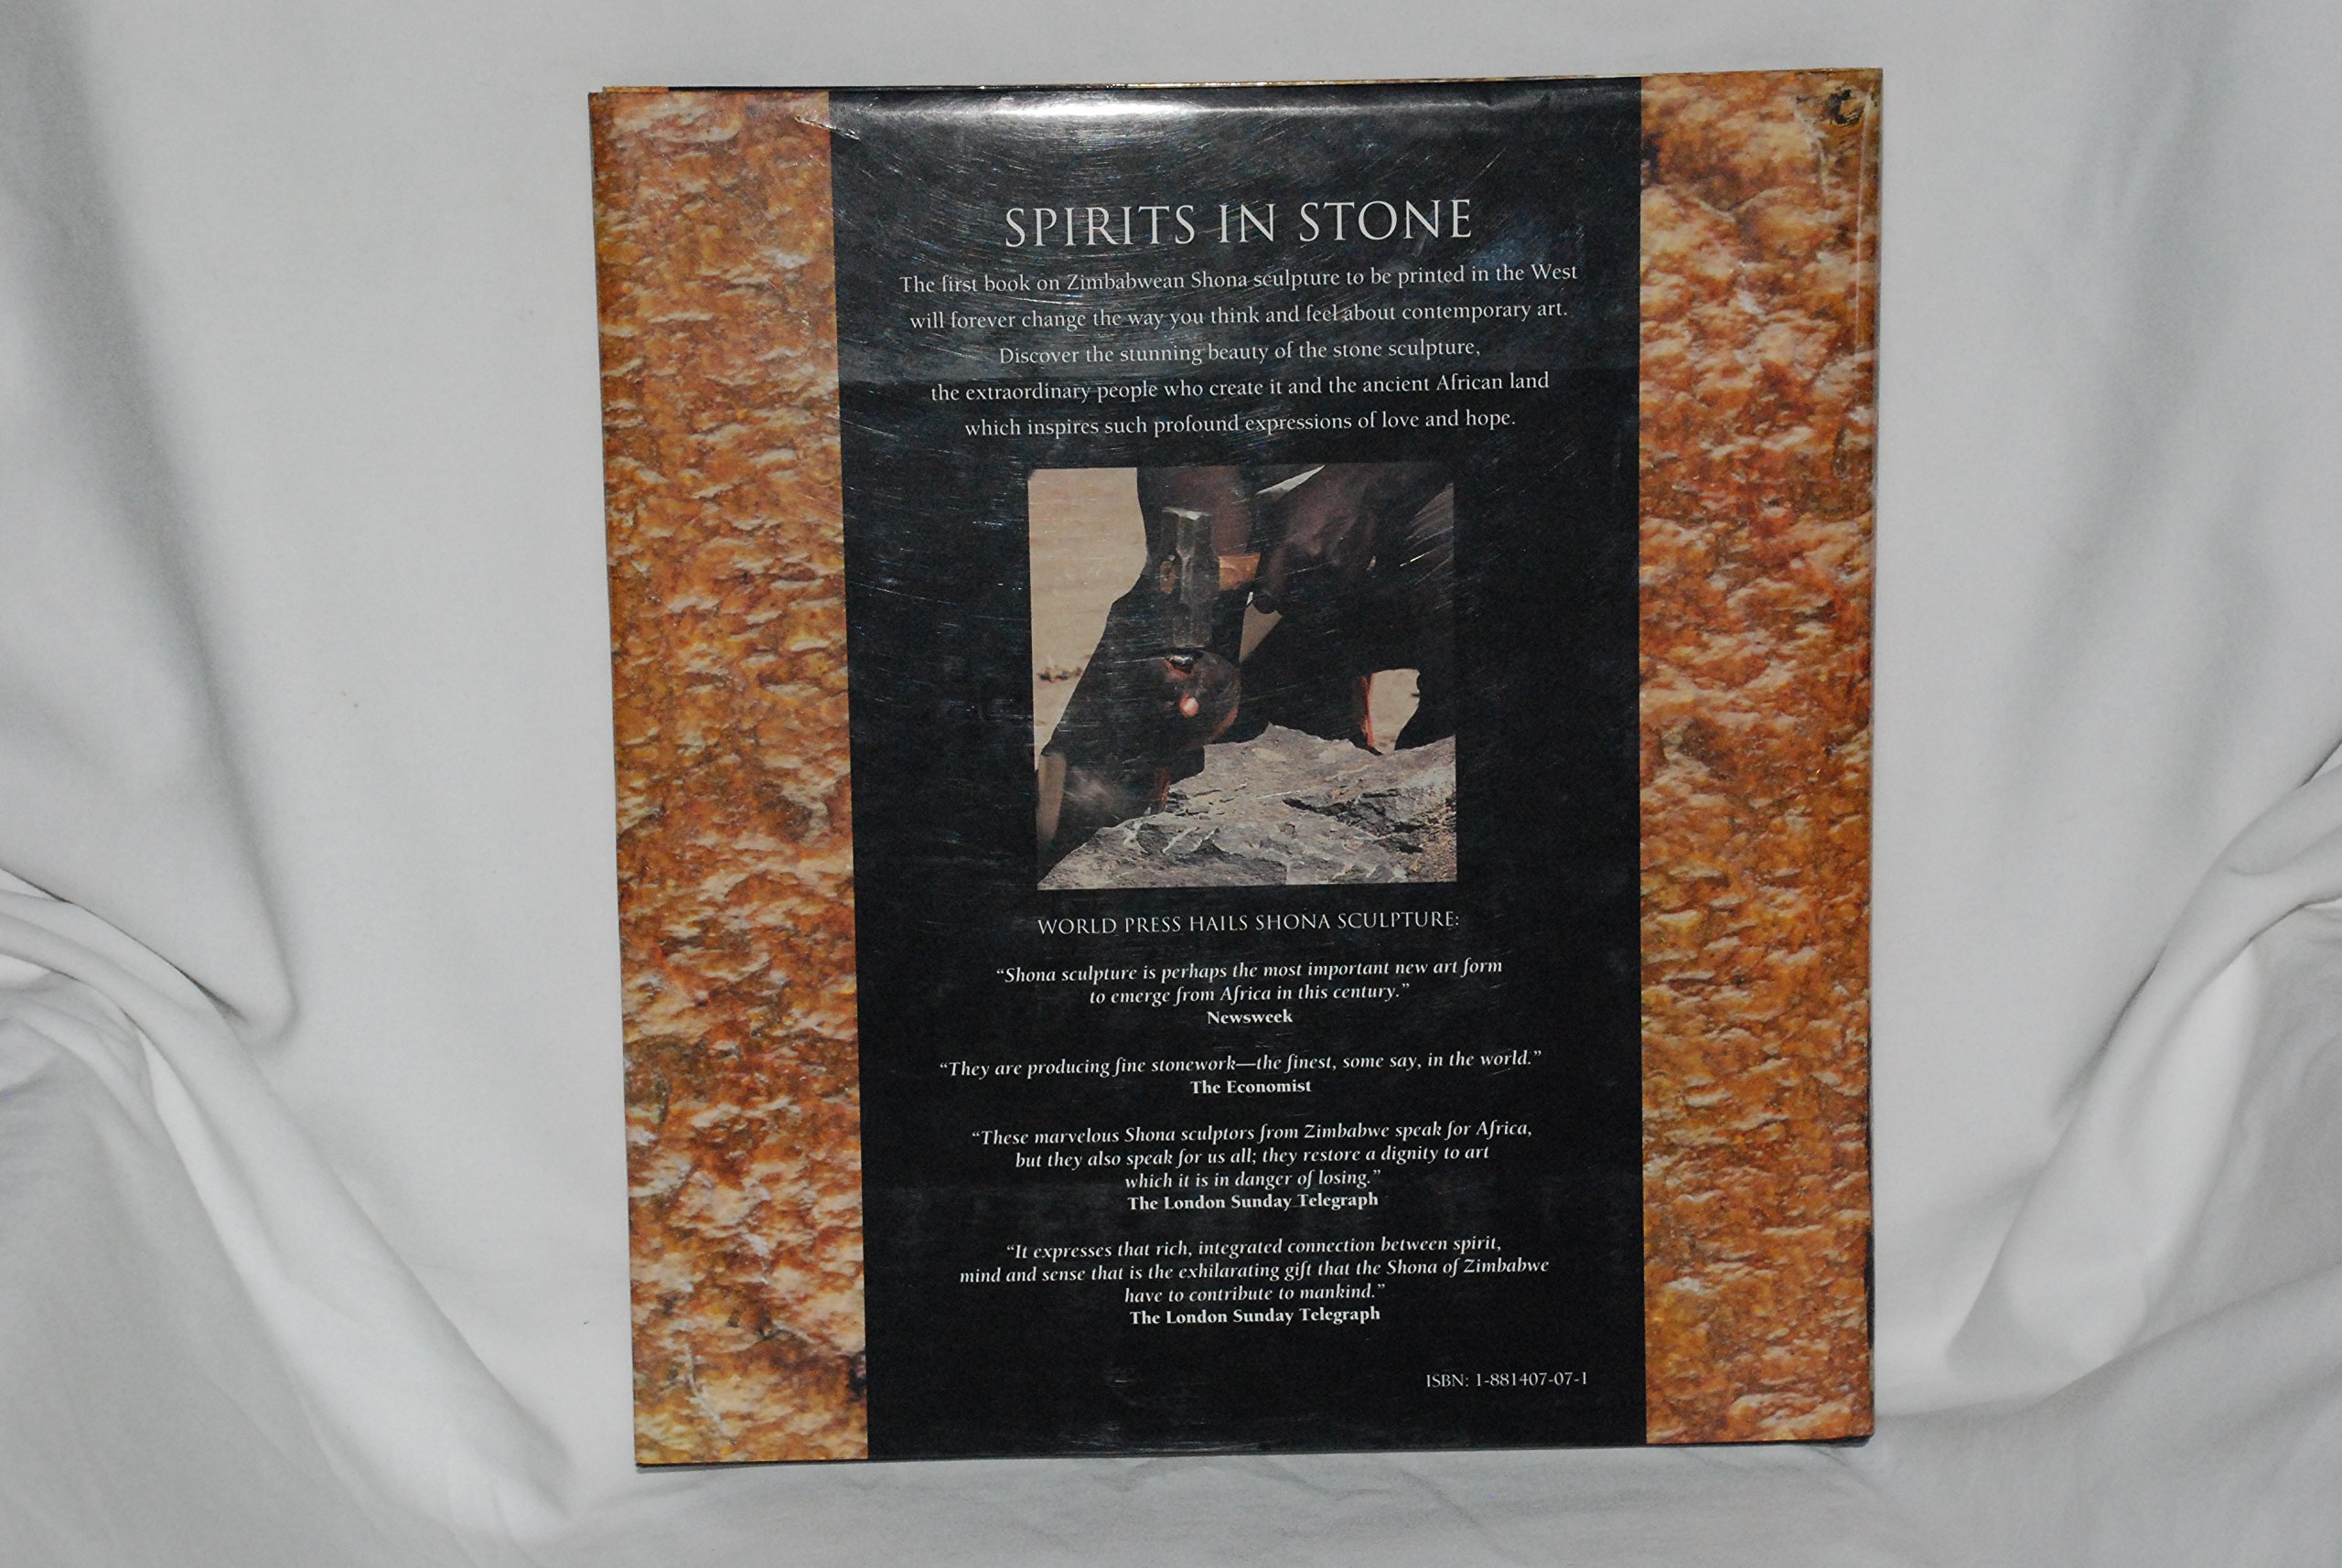 SPIRITS IN STONE
The first book on Zimbabwean Shona sculpture to be printed in the West
will forever change the way you think and feel about contemporary art.
Discover the stunning beauty of the stone sculpture,
the extraordinary people who create it and the ancient African land
which inspires such profound expressions of love and hope.
WORLD PRESS HAILS SHONA SCULPTURE:
“Shona sculpture is perhaps the most important new art form
to emerge from Africa in this century.”
Newsweek
“They are producing fine stonework—the finest, some say, in the world.”
The Economist
“These marvelous Shona sculptors from Zimbabwe speak for Africa,
but they also speak for us all; they restore a dignity to art
which it is in danger of losing.”
The London Sunday Telegraph
“It expresses that rich, integrated connection between spirit,
mind and sense that is the exhilarating gift that the Shona of Zimbabwe
have to contribute to mankind.”
The London Sunday Telegraph
ISBN: 1-881407-07-1